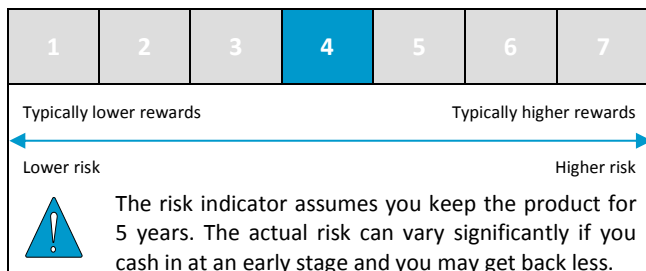 1 2 3 4 5 6 7
Typically lower rewards Typically higher rewards
Lower risk Higher risk
The risk indicator assumes you keep the product for
5 years. The actual risk can vary significantly if you
cash in at an early stage and you may get back less.